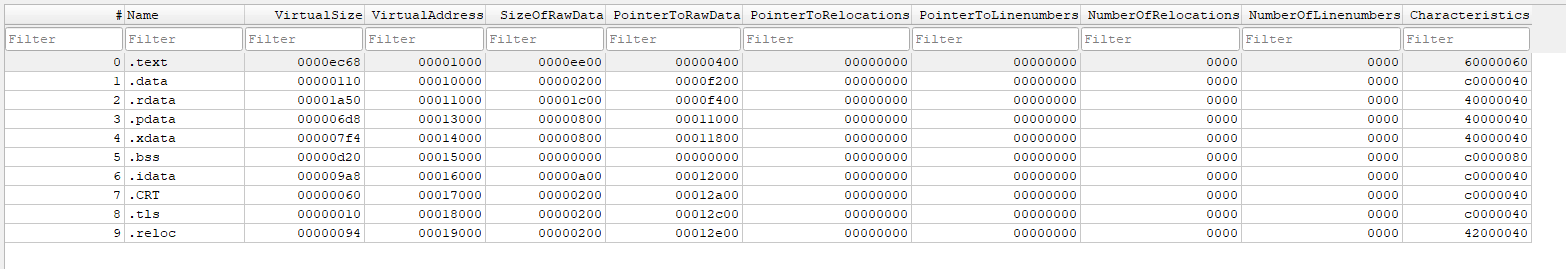 # Name VirtualSize VirtualAddress SizeOfRawData PointerToRawData PointerToRelocations PointerToLinenumbers NumberOfRelocations NumberOfLinenumbers Characteristics
Filter Filter Filter Filter Filter Filter Filter Filter Filter Filter Filter
0 .text 0000ec68 00001000 0000ee00 00000400 00000000 00000000 0000 0000 60000060
1 .data 00000110 00010000 00000200 0000f200 00000000 00000000 0000 0000 c0000040
2 .rdata 00001a50 00011000 00001c00 0000f400 00000000 00000000 0000 0000 40000040
3 .pdata 000006d8 00013000 00000800 00011000 00000000 00000000 0000 0000 40000040
4 .xdata 000007f4 00014000 00000800 00011800 00000000 00000000 0000 0000 40000040
5 .bss 00000d20 00015000 00000000 00000000 00000000 00000000 0000 0000 c0000080
6 .idata 000009a8 00016000 00000a00 00012000 00000000 00000000 0000 0000 c0000040
7 .CRT 00000060 00017000 00000200 00012a00 00000000 00000000 0000 0000 c0000040
8 .tls 00000010 00018000 00000200 00012c00 00000000 00000000 0000 0000 c0000040
9 .reloc 00000094 00019000 00000200 00012e00 00000000 00000000 0000 0000 42000040